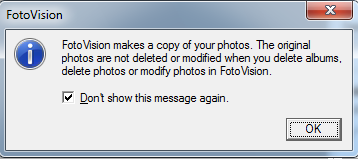 FotoVision
FotoVision makes a copy of your photos. The original
photos are not deleted or modified when you delete albums,
delete photos or modify photos in FotoVision.
Don't show this message again.
OK